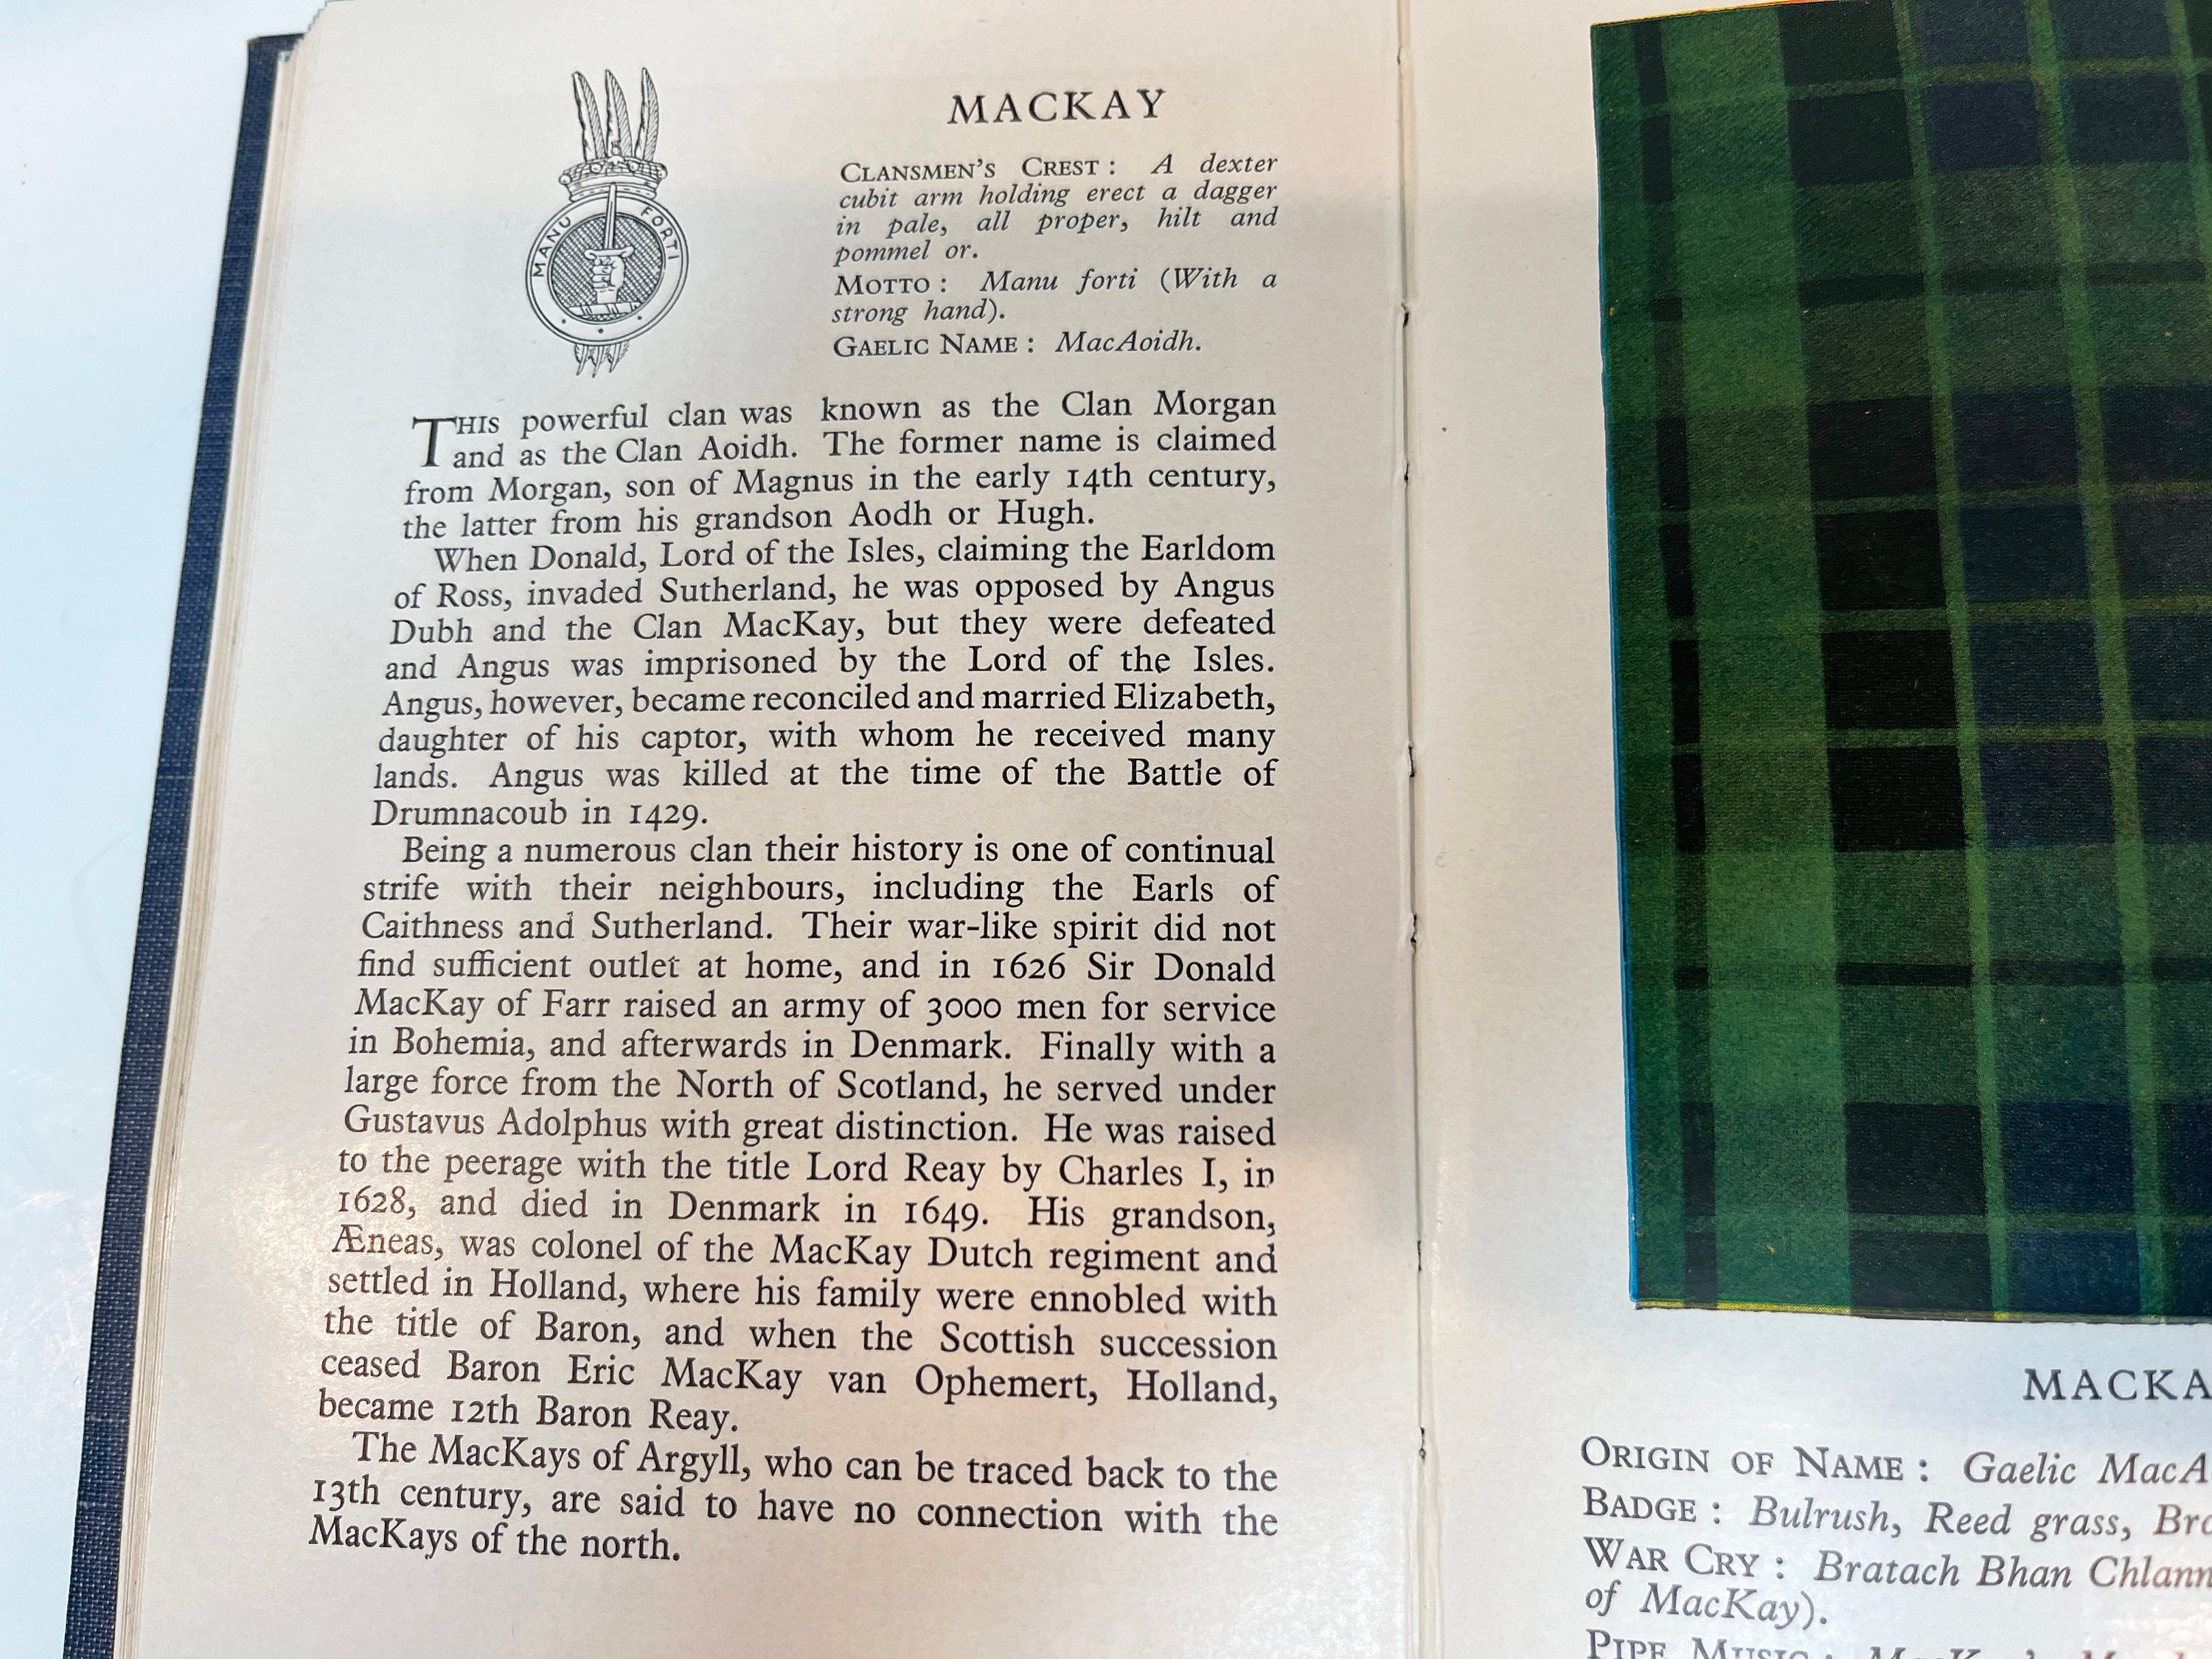 MANU FORTI
MACKAY
CLANSMEN'S CREST : A dexter
cubit arm holding erect a dagger
in pale, all proper, hilt and
pommel or.
MOTTO : Manu forti (With a
strong hand).
GAELIC NAME : MacAoidh.
THIS powerful clan was known as the Clan Morgan
and as the Clan Aoidh. The former name is claimed
from Morgan, son of Magnus in the early 14th century,
the latter from his grandson Aodh or Hugh.
When Donald, Lord of the Isles, claiming the Earldom
of Ross, invaded Sutherland, he was opposed by Angus
Dubh and the Clan MacKay, but they were defeated
and Angus was imprisoned by the Lord of the Isles.
Angus, however, became reconciled and married Elizabeth,
daughter of his captor, with whom he received many
lands. Angus was killed at the time of the Battle of
Drumnacoub in 1429.
Being a numerous clan their history is one of continual
strife with their neighbours, including the Earls of
Caithness and Sutherland. Their war-like spirit did not
find sufficient outlet at home, and in 1626 Sir Donald
MacKay of Farr raised an army of 3000 men for service
in Bohemia, and afterwards in Denmark. Finally with a
large force from the North of Scotland, he served under
Gustavus Adolphus with great distinction. He was raised
to the peerage with the title Lord Reay by Charles I, in
1628, and died in Denmark in 1649. His grandson,
Æneas, was colonel of the MacKay Dutch regiment and
settled in Holland, where his family were ennobled with
the title of Baron, and when the Scottish succession
ceased Baron Eric MacKay van Ophemert, Holland,
became 12th Baron Reay.
The MacKays of Argyll, who can be traced back to the
13th century, are said to have no connection with the
MacKays of the north.
MACKA
ORIGIN OF NAME : Gaelic MacA
BADGE : Bulrush, Reed grass, Bro
WAR CRY : Bratach Bhan Chlann
of MacKay).
PIPE MUSIC :